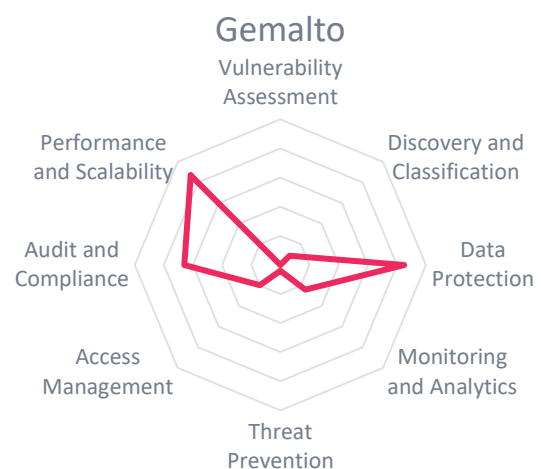 Gemalto
Vulnerability
Assessment
Performance
and Scalability
Discovery and
Classification
Audit and
Compliance
Data
Protection
Access
Management
Monitoring
and Analytics
Threat
Prevention